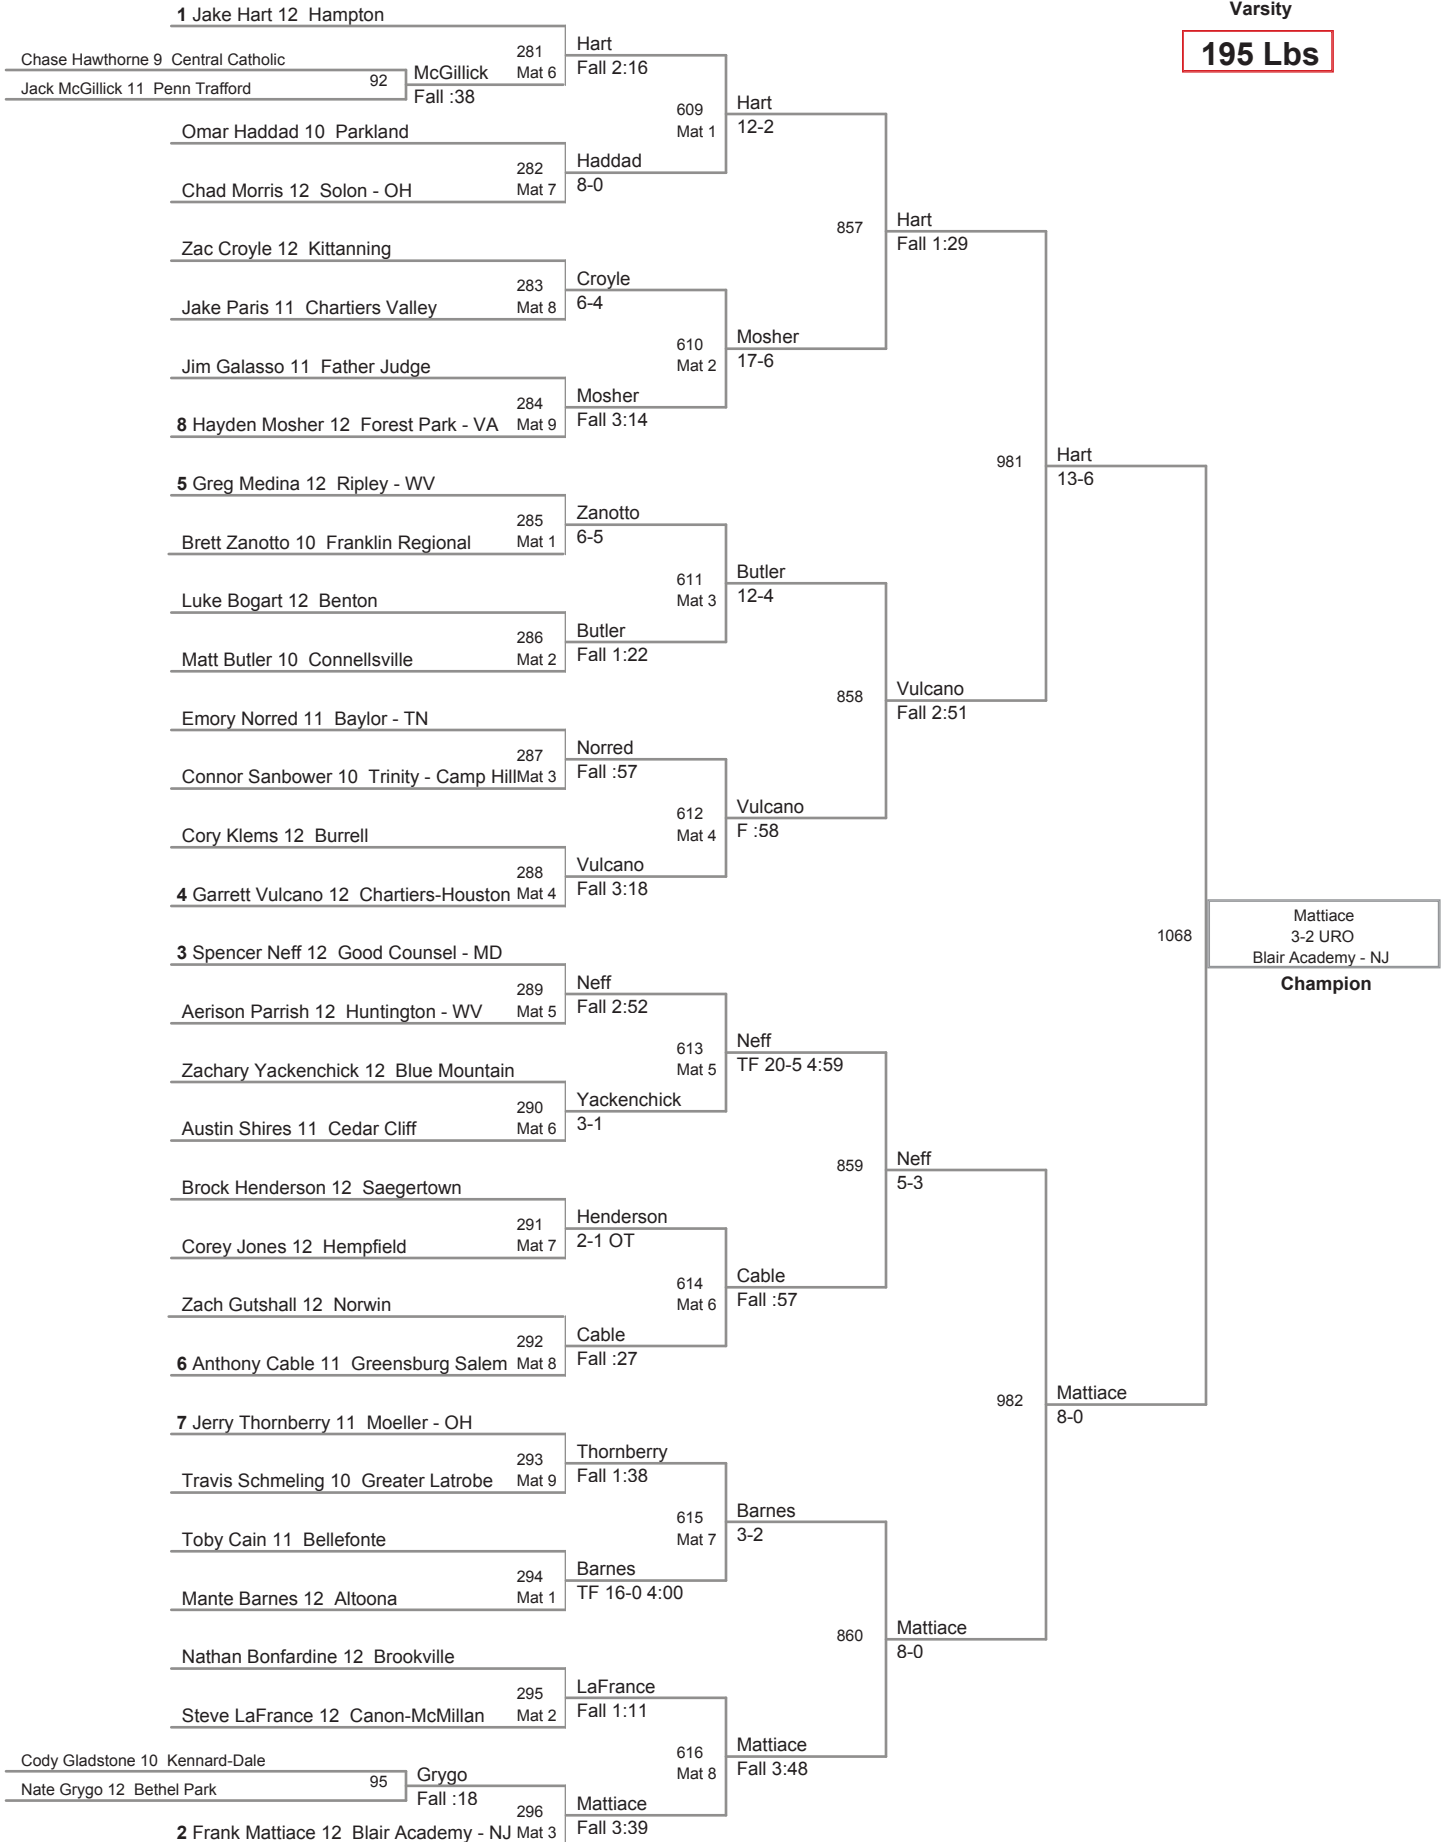 Varsity
195 Lbs
1 Jake Hart 12 Hampton
Chase Hawthorne 9 Central Catholic
Jack McGillick 11 Penn Trafford
92
McGillick
Fall :38
281
Mat 6
Hart
Fall 2:16
Omar Haddad 10 Parkland
Chad Morris 12 Solon - OH
282
Mat 7
Haddad
8-0
609
Mat 1
Hart
12-2
Zac Croyle 12 Kittanning
Jake Paris 11 Chartiers Valley
283
Mat 8
Croyle
6-4
Jim Galasso 11 Father Judge
8 Hayden Mosher 12 Forest Park - VA
284
Mat 9
Mosher
Fall 3:14
610
Mat 2
Mosher
17-6
857
Hart
Fall 1:29
5 Greg Medina 12 Ripley - WV
Brett Zanotto 10 Franklin Regional
285
Mat 1
Zanotto
6-5
Luke Bogart 12 Benton
Matt Butler 10 Connellsville
286
Mat 2
Butler
Fall 1:22
611
Mat 3
Butler
12-4
Emory Norred 11 Baylor - TN
Connor Sanbower 10 Trinity - Camp Hill
287
Mat 3
Norred
Fall :57
Cory Klems 12 Burrell
4 Garrett Vulcano 12 Chartiers-Houston
288
Mat 4
Vulcano
Fall 3:18
612
Mat 4
Vulcano
F :58
858
Vulcano
Fall 2:51
981
Hart
13-6
3 Spencer Neff 12 Good Counsel - MD
Aerison Parrish 12 Huntington - WV
289
Mat 5
Neff
Fall 2:52
Zachary Yackenchick 12 Blue Mountain
Austin Shires 11 Cedar Cliff
290
Mat 6
Yackenchick
3-1
613
Mat 5
Neff
TF 20-5 4:59
Brock Henderson 12 Saegertown
Corey Jones 12 Hempfield
291
Mat 7
Henderson
2-1 OT
Zach Gutshall 12 Norwin
6 Anthony Cable 11 Greensburg Salem
292
Mat 8
Cable
Fall :27
614
Mat 6
Cable
Fall :57
859
Neff
5-3
7 Jerry Thornberry 11 Moeller - OH
Travis Schmeling 10 Greater Latrobe
293
Mat 9
Thornberry
Fall 1:38
Toby Cain 11 Bellefonte
Mante Barnes 12 Altoona
294
Mat 1
Barnes
TF 16-0 4:00
615
Mat 7
Barnes
3-2
Nathan Bonfardine 12 Brookville
Steve LaFrance 12 Canon-McMillan
295
Mat 2
LaFrance
Fall 1:11
Cody Gladstone 10 Kennard-Dale
Nate Grygo 12 Bethel Park
95
Grygo
Fall :18
2 Frank Mattiace 12 Blair Academy - NJ
296
Mat 3
Mattiace
Fall 3:39
616
Mat 8
Mattiace
Fall 3:48
860
Mattiace
8-0
982
Mattiace
8-0
1068
Mattiace
3-2 URO
Blair Academy - NJ
Champion